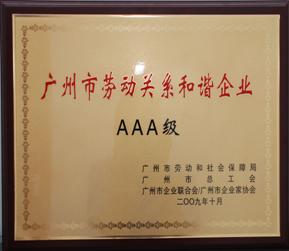 广州市劳动关系和谐企业
AAA级
广州市劳动和社会保障局
广州市总工会
广州市企业联合会/广州市企业家协会
二〇〇九年十月